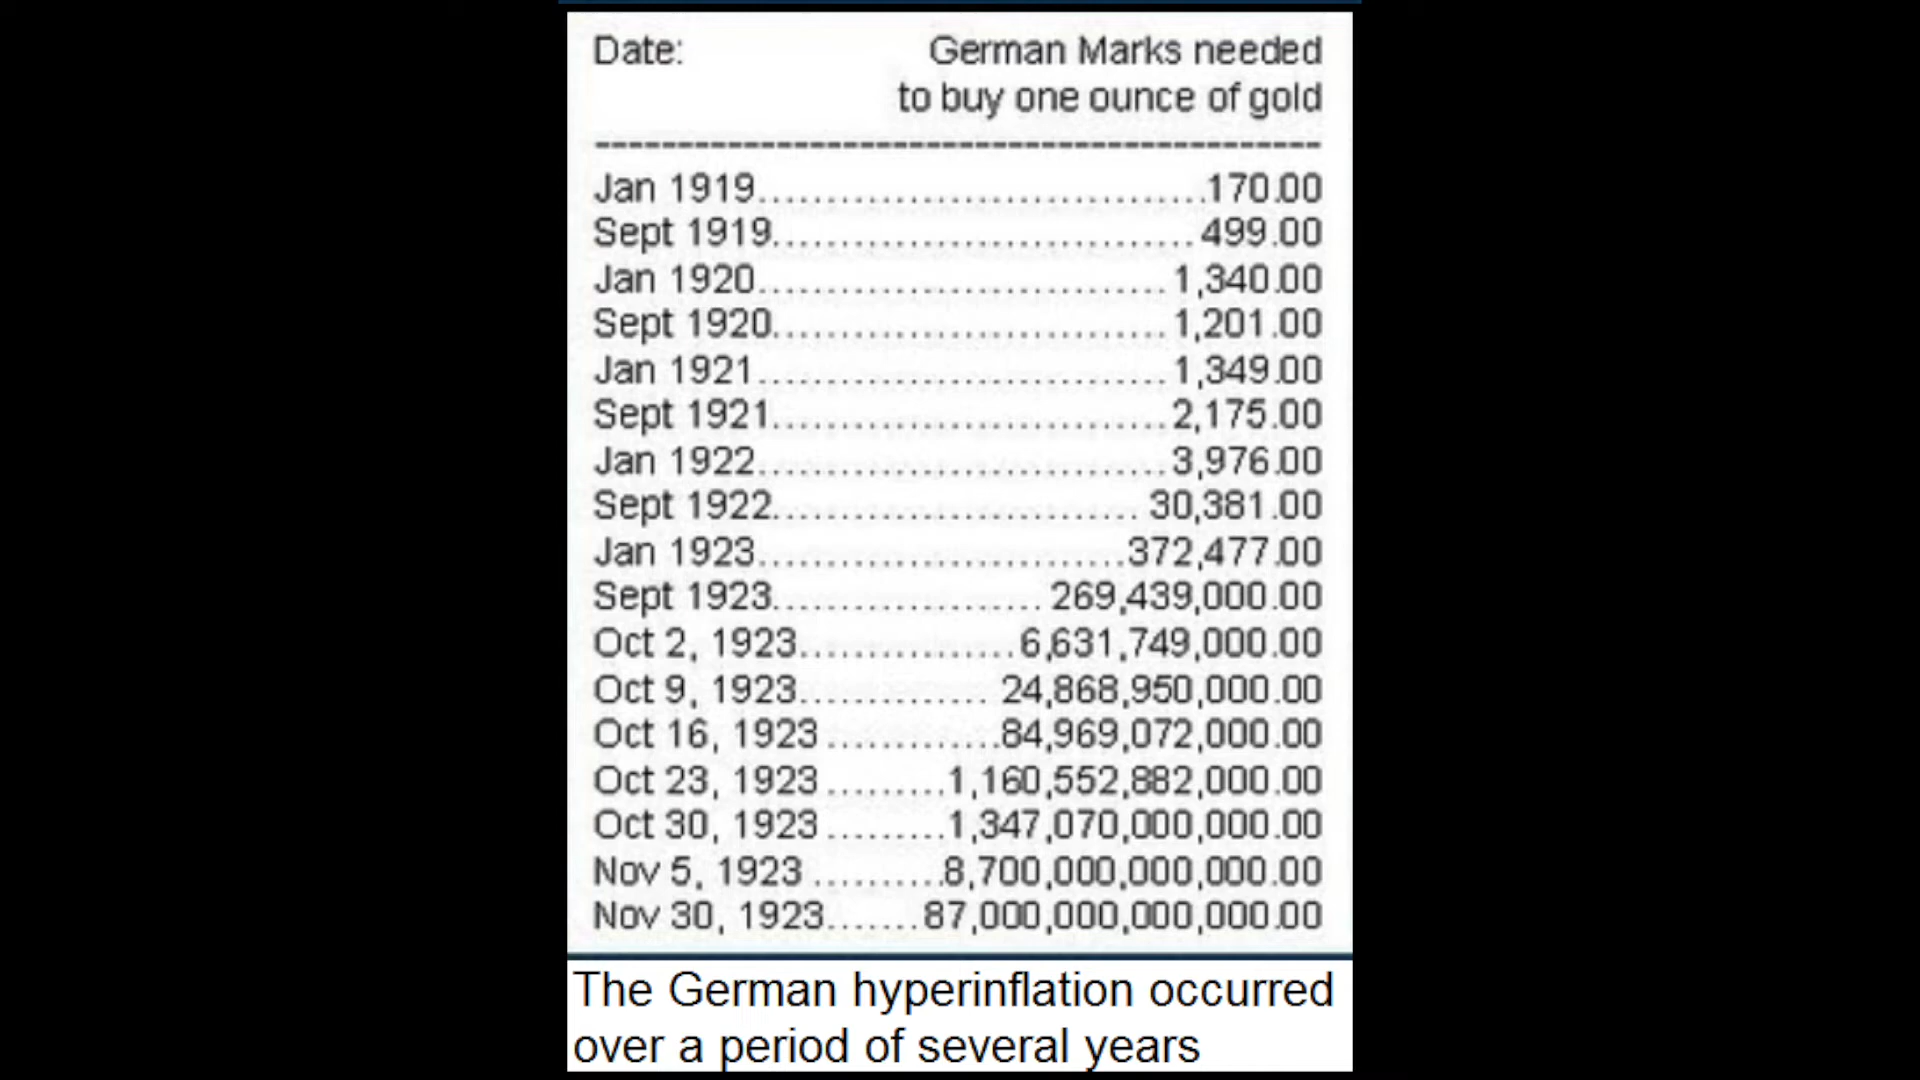 Date: German Marks needed
to buy one ounce of gold
--------------------------------------------
Jan 1919.................................170.00
Sept 1919............................... 499.00
Jan 1920.............................. 1,340.00
Sept 1920............................. 1,201.00
Jan 1921.............................. 1,349.00
Sept 1921.............................2,175.00
Jan 1922..............................3,976.00
Sept 1922........................... 30,381.00
Jan 1923...........................372,477.00
Sept 1923.................... 269,439,000.00
Oct 2, 1923................6,631,749,000.00
Oct 9, 1923.............. 24,868,950,000.00
Oct 16, 1923 .............84,969,072,000.00
Oct 23, 1923 .........1,160,552,882,000.00
Oct 30, 1923 .........1,347,070,000,000.00
Nov 5, 1923 ..........8,700,000,000,000.00
Nov 30, 1923.......87,000,000,000,000.00
The German hyperinflation occurred
over a period of several years